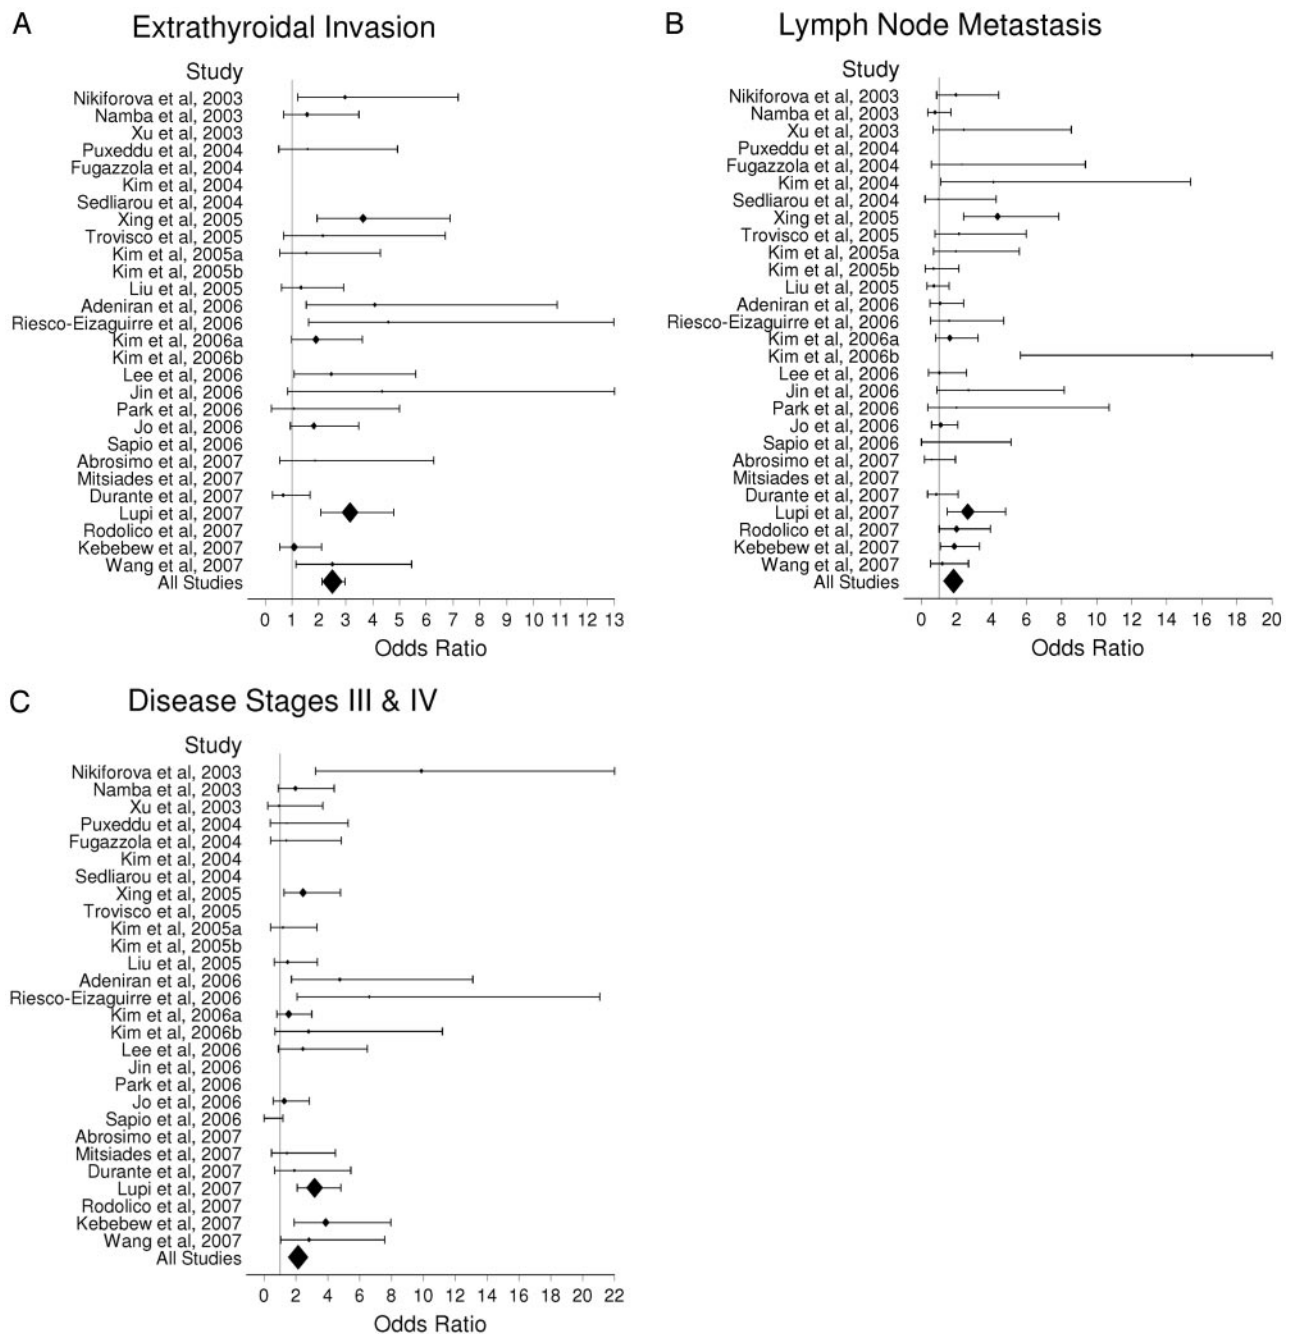 A
Extrathyroidal Invasion
Study
Nikiforova et al, 2003
Namba et al, 2003
Xu et al, 2003
Puxeddu et al, 2004
Fugazzola et al, 2004
Kim et al, 2004
Sedliarou et al, 2004
Xing et al, 2005
Trovisco et al, 2005
Kim et al, 2005a
Kim et al, 2005b
Liu et al, 2005
Adeniran et al, 2006
Riesco-Eizaguirre et al, 2006
Kim et al, 2006a
Kim et al, 2006b
Lee et al, 2006
Jin et al, 2006
Park et al, 2006
Jo et al, 2006
Sapio et al, 2006
Abrosimo et al, 2007
Mitsiades et al, 2007
Durante et al, 2007
Lupi et al, 2007
Rodolico et al, 2007
Kebebew et al, 2007
Wang et al, 2007
All Studies
0 1 2 3 4 5 6 7 8 9 10 11 12 13
Odds Ratio
B
Lymph Node Metastasis
Study
Nikiforova et al, 2003
Namba et al, 2003
Xu et al, 2003
Puxeddu et al, 2004
Fugazzola et al, 2004
Kim et al, 2004
Sedliarou et al, 2004
Xing et al, 2005
Trovisco et al, 2005
Kim et al, 2005a
Kim et al, 2005b
Liu et al, 2005
Adeniran et al, 2006
Riesco-Eizaguirre et al, 2006
Kim et al, 2006a
Kim et al, 2006b
Lee et al, 2006
Jin et al, 2006
Park et al, 2006
Jo et al, 2006
Sapio et al, 2006
Abrosimo et al, 2007
Mitsiades et al, 2007
Durante et al, 2007
Lupi et al, 2007
Rodolico et al, 2007
Kebebew et al, 2007
Wang et al, 2007
All Studies
0 2 4 6 8 10 12 14 16 18 20
Odds Ratio
C
Disease Stages III & IV
Study
Nikiforova et al, 2003
Namba et al, 2003
Xu et al, 2003
Puxeddu et al, 2004
Fugazzola et al, 2004
Kim et al, 2004
Sedliarou et al, 2004
Xing et al, 2005
Trovisco et al, 2005
Kim et al, 2005a
Kim et al, 2005b
Liu et al, 2005
Adeniran et al, 2006
Riesco-Eizaguirre et al, 2006
Kim et al, 2006a
Kim et al, 2006b
Lee et al, 2006
Jin et al, 2006
Park et al, 2006
Jo et al, 2006
Sapio et al, 2006
Abrosimo et al, 2007
Mitsiades et al, 2007
Durante et al, 2007
Lupi et al, 2007
Rodolico et al, 2007
Kebebew et al, 2007
Wang et al, 2007
All Studies
0 2 4 6 8 10 12 14 16 18 20 22
Odds Ratio